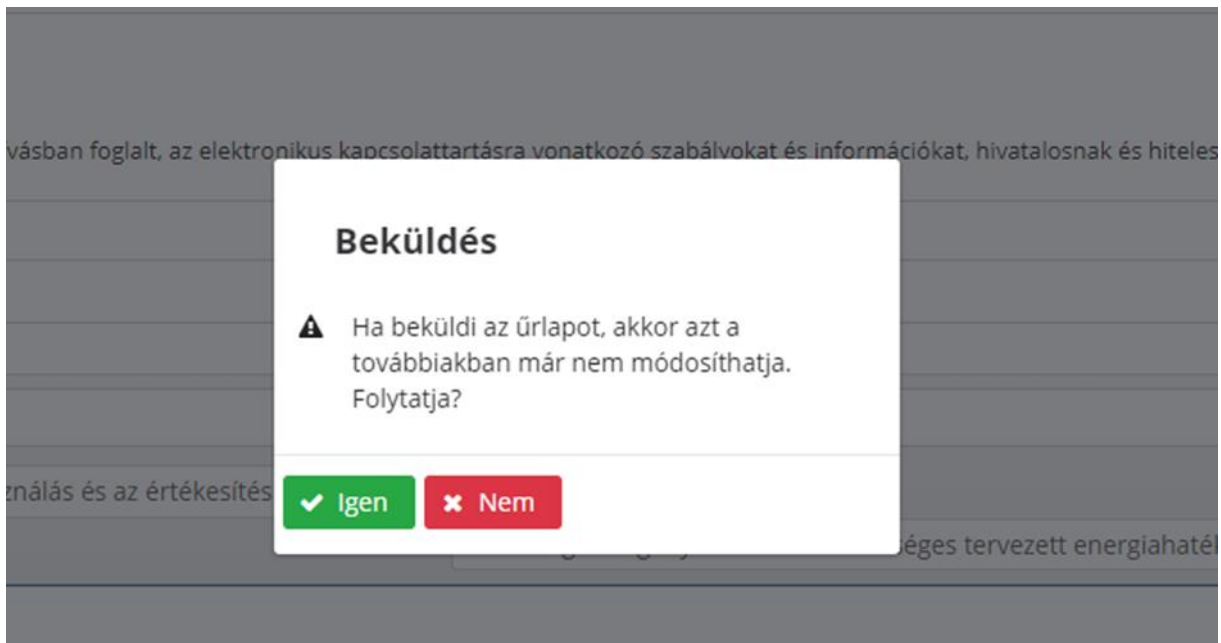 vásban foglalt, az elektronikus kapcsolattartásra vonatkozó szabályokat és információkat, hivatalosnak és hiteles
Beküldés
Ha beküldi az űrlapot, akkor azt a
továbbiakban már nem módosíthatja.
Folytatja?
ználás és az értékesítés
Igen Nem
éges tervezett energiahaték